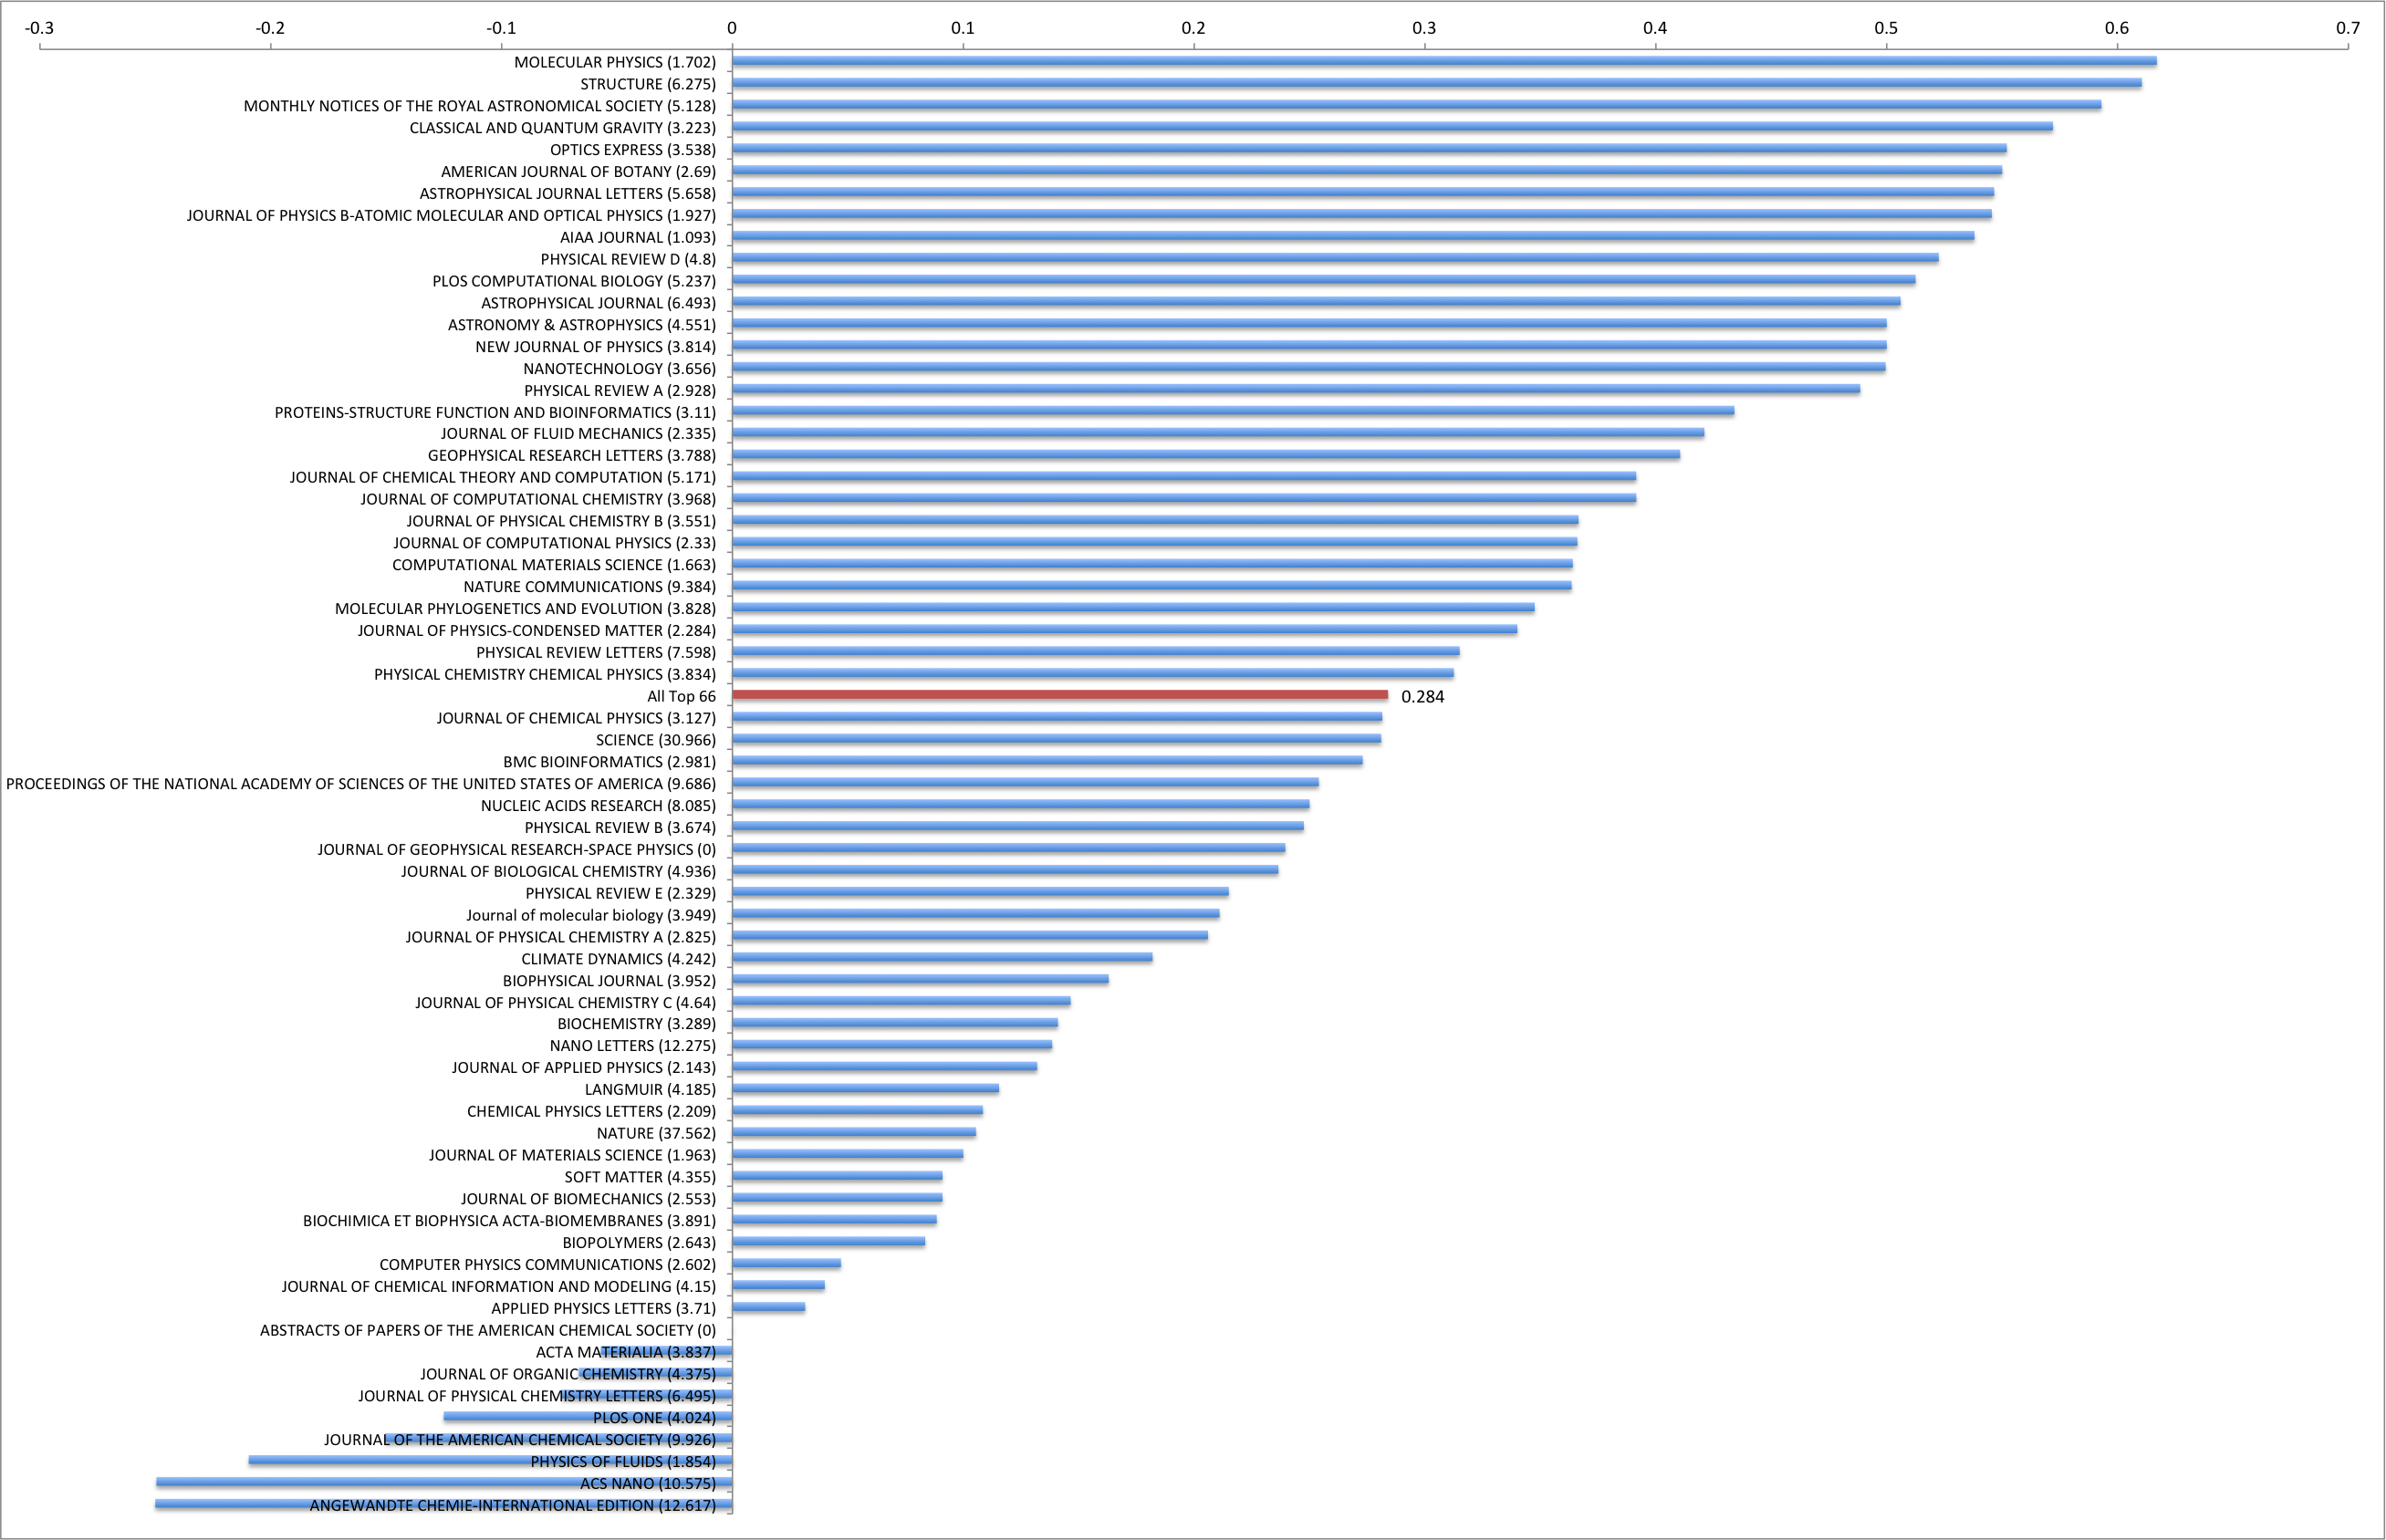 -0.3 -0.2 -0.1 0 0.1 0.2 0.3 0.4 0.5 0.6 0.7
MOLECULAR PHYSICS (1.702)
STRUCTURE (6.275)
MONTHLY NOTICES OF THE ROYAL ASTRONOMICAL SOCIETY (5.128)
CLASSICAL AND QUANTUM GRAVITY (3.223)
OPTICS EXPRESS (3.538)
AMERICAN JOURNAL OF BOTANY (2.69)
ASTROPHYSICAL JOURNAL LETTERS (5.658)
JOURNAL OF PHYSICS B-ATOMIC MOLECULAR AND OPTICAL PHYSICS (1.927)
AIAA JOURNAL (1.093)
PHYSICAL REVIEW D (4.8)
PLOS COMPUTATIONAL BIOLOGY (5.237)
ASTROPHYSICAL JOURNAL (6.493)
ASTRONOMY & ASTROPHYSICS (4.551)
NEW JOURNAL OF PHYSICS (3.814)
NANOTECHNOLOGY (3.656)
PHYSICAL REVIEW A (2.928)
PROTEINS-STRUCTURE FUNCTION AND BIOINFORMATICS (3.11)
JOURNAL OF FLUID MECHANICS (2.335)
GEOPHYSICAL RESEARCH LETTERS (3.788)
JOURNAL OF CHEMICAL THEORY AND COMPUTATION (5.171)
JOURNAL OF COMPUTATIONAL CHEMISTRY (3.968)
JOURNAL OF PHYSICAL CHEMISTRY B (3.551)
JOURNAL OF COMPUTATIONAL PHYSICS (2.33)
COMPUTATIONAL MATERIALS SCIENCE (1.663)
NATURE COMMUNICATIONS (9.384)
MOLECULAR PHYLOGENETICS AND EVOLUTION (3.828)
JOURNAL OF PHYSICS-CONDENSED MATTER (2.284)
PHYSICAL REVIEW LETTERS (7.598)
PHYSICAL CHEMISTRY CHEMICAL PHYSICS (3.834)
All Top 66 0.284
JOURNAL OF CHEMICAL PHYSICS (3.127)
SCIENCE (30.966)
BMC BIOINFORMATICS (2.981)
PROCEEDINGS OF THE NATIONAL ACADEMY OF SCIENCES OF THE UNITED STATES OF AMERICA (9.686)
NUCLEIC ACIDS RESEARCH (8.085)
PHYSICAL REVIEW B (3.674)
JOURNAL OF GEOPHYSICAL RESEARCH-SPACE PHYSICS (0)
JOURNAL OF BIOLOGICAL CHEMISTRY (4.936)
PHYSICAL REVIEW E (2.329)
Journal of molecular biology (3.949)
JOURNAL OF PHYSICAL CHEMISTRY A (2.825)
CLIMATE DYNAMICS (4.242)
BIOPHYSICAL JOURNAL (3.952)
JOURNAL OF PHYSICAL CHEMISTRY C (4.64)
BIOCHEMISTRY (3.289)
NANO LETTERS (12.275)
JOURNAL OF APPLIED PHYSICS (2.143)
LANGMUIR (4.185)
CHEMICAL PHYSICS LETTERS (2.209)
NATURE (37.562)
JOURNAL OF MATERIALS SCIENCE (1.963)
SOFT MATTER (4.355)
JOURNAL OF BIOMECHANICS (2.553)
BIOCHIMICA ET BIOPHYSICA ACTA-BIOMEMBRANES (3.891)
BIOPOLYMERS (2.643)
COMPUTER PHYSICS COMMUNICATIONS (2.602)
JOURNAL OF CHEMICAL INFORMATION AND MODELING (4.15)
APPLIED PHYSICS LETTERS (3.71)
ABSTRACTS OF PAPERS OF THE AMERICAN CHEMICAL SOCIETY (0)
ACTA MATERIALIA (3.837)
JOURNAL OF ORGANIC CHEMISTRY (4.375)
JOURNAL OF PHYSICAL CHEMISTRY LETTERS (6.495)
PLOS ONE (4.024)
JOURNAL OF THE AMERICAN CHEMICAL SOCIETY (9.926)
PHYSICS OF FLUIDS (1.854)
ACS NANO (10.575)
ANGEWANDTE CHEMIE-INTERNATIONAL EDITION (12.617)